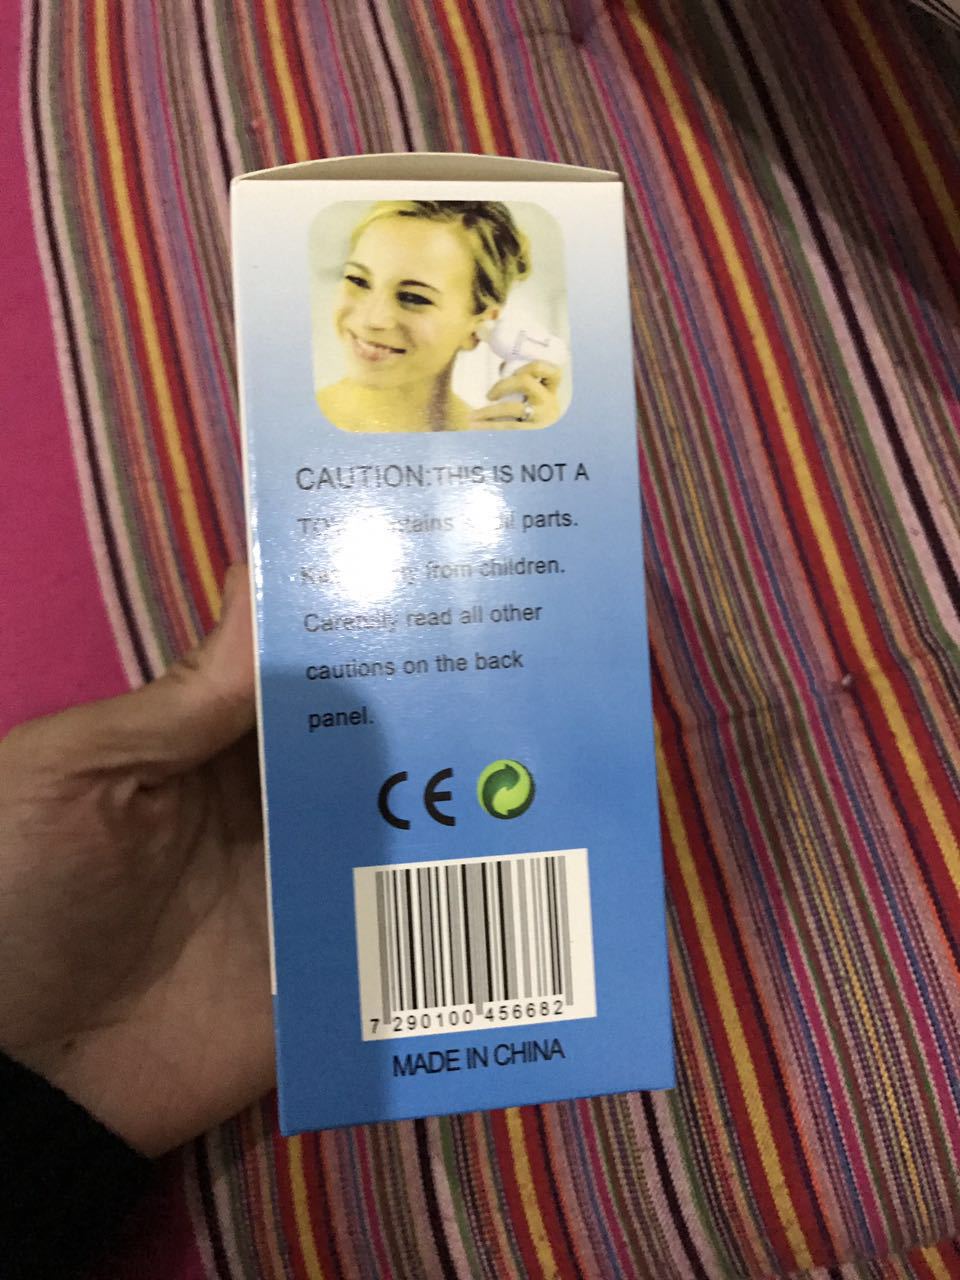 CAUTION:THIS IS NOT A
parts.
from children.
Carefully read all other
cautions on the back
panel.
CE
7 290100 456682
MADE IN CHINA